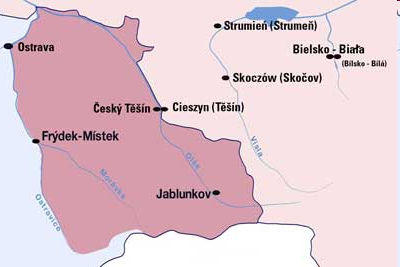 Strumień (Strumeň)
Ostrava
Bielsko - Biała
(Bílsko - Bílá)
Skoczów (Skočov)
Český Těšín
Cieszyn (Těšín)
Frýdek-Místek
Visla
Olše
Morávka
Jablunkov
Ostravice